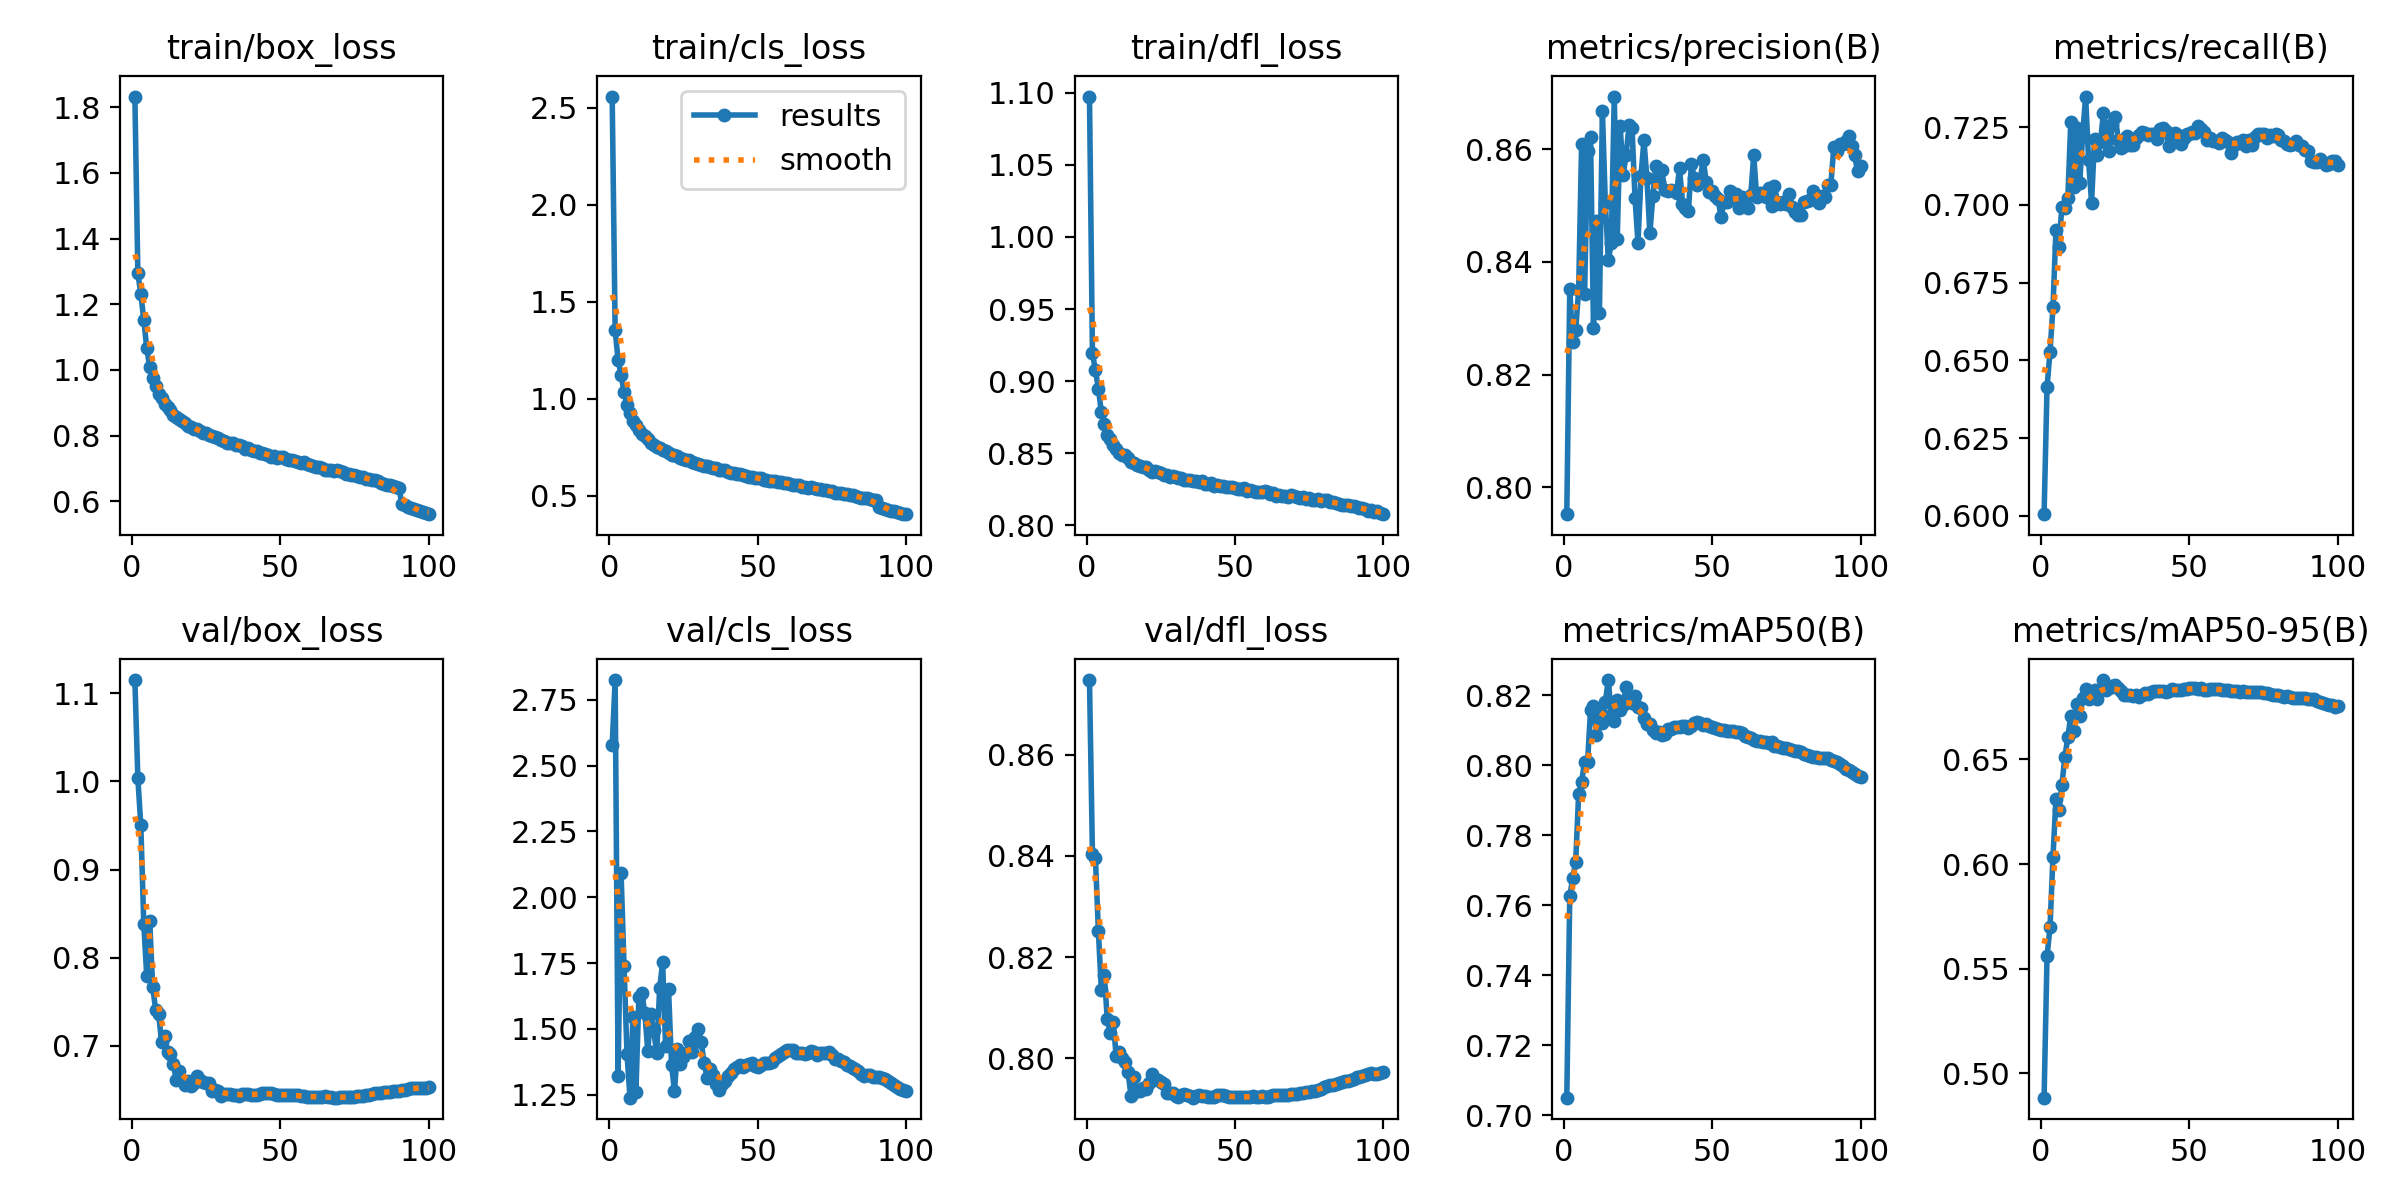 train/box_loss
1.8
1.6
1.4
1.2
1.0
0.8
0.6
0 50 100
train/cls_loss
results
smooth
2.5
2.0
1.5
1.0
0.5
0 50 100
train/dfl_loss
1.10
1.05
1.00
0.95
0.90
0.85
0.80
0 50 100
metrics/precision(B)
0.86
0.84
0.82
0.80
0 50 100
metrics/recall(B)
0.725
0.700
0.675
0.650
0.625
0.600
0 50 100
val/box_loss
1.1
1.0
0.9
0.8
0.7
0 50 100
val/cls_loss
2.75
2.50
2.25
2.00
1.75
1.50
1.25
0 50 100
val/dfl_loss
0.86
0.84
0.82
0.80
0 50 100
metrics/mAP50(B)
0.82
0.80
0.78
0.76
0.74
0.72
0.70
0 50 100
metrics/mAP50-95(B)
0.65
0.60
0.55
0.50
0 50 100